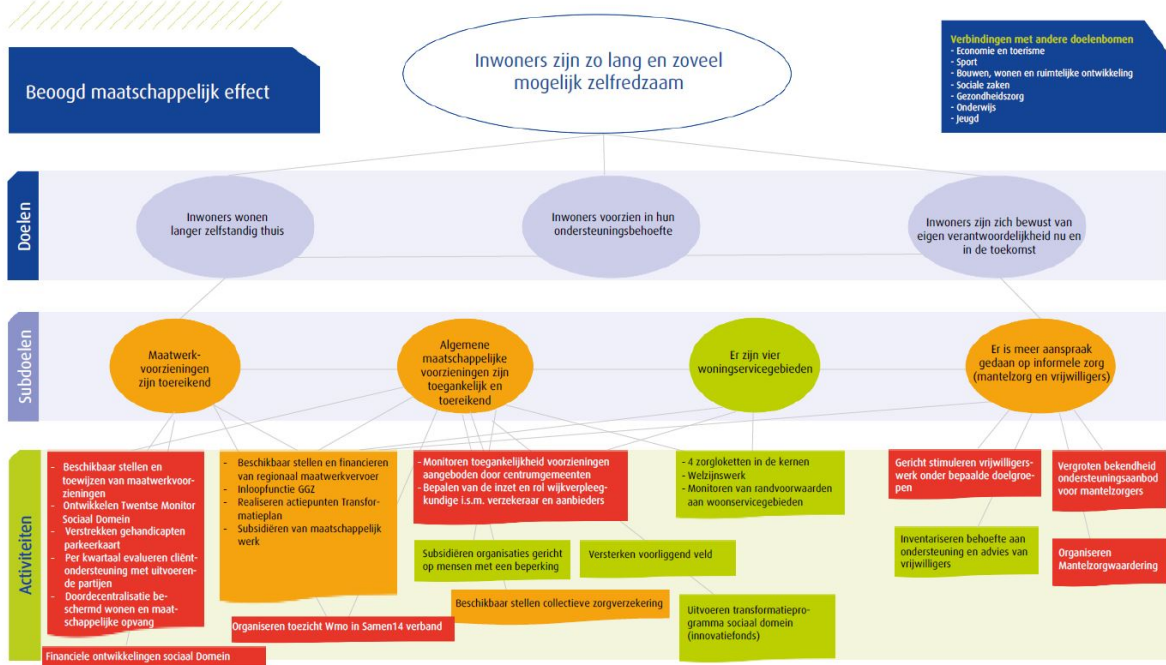 Beoogd maatschappelijk effect
Inwoners zijn zo lang en zoveel
mogelijk zelfredzaam
Verbindingen met andere doelenbomen
- Economie en toerisme
- Sport
- Bouwen, wonen en ruimtelijke ontwikkeling
- Sociale zaken
- Gezondheidszorg
- Onderwijs
- Jeugd
Doelen
Inwoners wonen
langer zelfstandig thuis
Inwoners voorzien in hun
ondersteuningsbehoefte
Inwoners zijn zich bewust van
eigen verantwoordelijkheid nu en
in de toekomst
Subdoelen
Maatwerk-
voorzieningen
zijn toereikend
Algemene
maatschappelijke
voorzieningen zijn
toegankelijk en
toereikend
Er zijn vier
woningservicegebieden
Er is meer aanspraak
gedaan op informele zorg
(mantelzorg en vrijwilligers)
Activiteiten
- Beschikbaar stellen en
toewijzen van maatwerkvoor-
zieningen
- Ontwikkelen Twentse Monitor
Sociaal Domein
- Verstrekken gehandicapten
parkeerkaart
- Per kwartaal evalueren cliënt-
ondersteuning met uitvoeren-
de partijen
- Doordecentralisatie be-
schermd wonen en maat-
schappelijke opvang
Financiele ontwikkelingen sociaal Domein
- Beschikbaar stellen en financieren
van regionaal maatwerkvervoer
- Inloopfunctie GGZ
- Realiseren actiepunten Transfor-
matieplan
- Subsidiëren van maatschappelijk
werk
Organiseren toezicht Wmo in Samen14 verband
- Monitoren toegankelijkheid voorzieningen
aangeboden door centrumgemeenten
- Bepalen van de inzet en rol wijkverpleeg-
kundige i.s.m. verzekeraar en aanbieders
Subsidiëren organisaties gericht
op mensen met een beperking
Beschikbaar stellen collectieve zorgverzekering
Versterken voorliggend veld
- 4 zorgloketten in de kernen
- Welzijnswerk
- Monitoren van randvoorwaarden
aan woonservicegebieden
Uitvoeren transformatiepro-
gramma sociaal domein
(innovatiefonds)
Gericht stimuleren vrijwilligers-
werk onder bepaalde doelgroe-
pen
Inventariseren behoefte aan
ondersteuning en advies van
vrijwilligers
Vergroten bekendheid
ondersteuningsaanbod
voor mantelzorgers
Organiseren
Mantelzorgwaardering